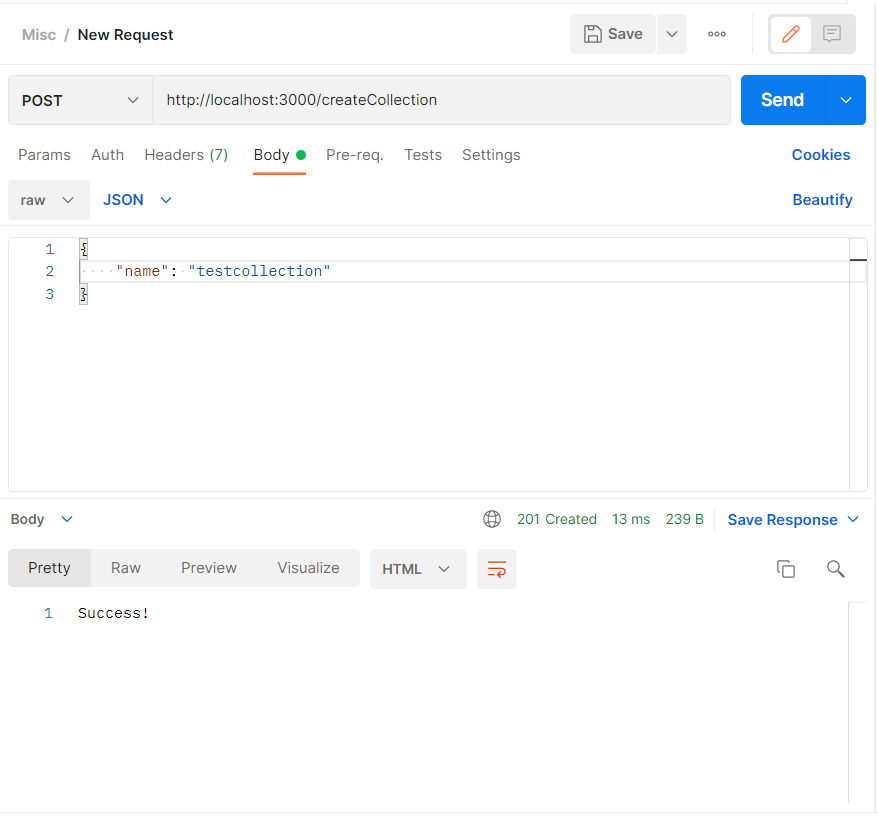 Misc / New Request Save
POST http://localhost:3000/createCollection Send
Params Auth Headers (7) Body Pre-req. Tests Settings Cookies
raw JSON Beautify
1 {
2 "name": "testcollection"
3 }
Body 201 Created 13 ms 239 B Save Response
Pretty Raw Preview Visualize HTML
1 Success!